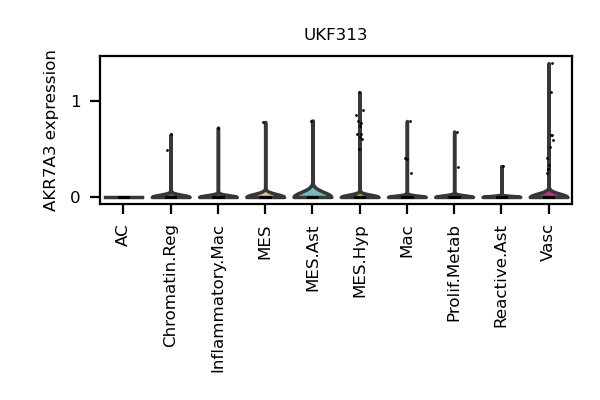 UKF313
AKR7A3 expression
1
0
AC
Chromatin.Reg
Inflammatory.Mac
MES
MES.Ast
MES.Hyp
Mac
Prolif.Metab
Reactive.Ast
Vasc